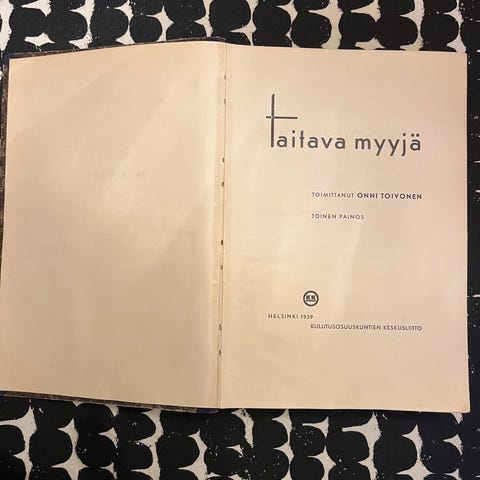 taitava myyjä
TOIMITTANUT ONNI TOIVONEN
TOINEN PAINOS
KK
HELSINKI 1939
KULUTUSOSUUSKUNTIEN KESKUSLIITTO